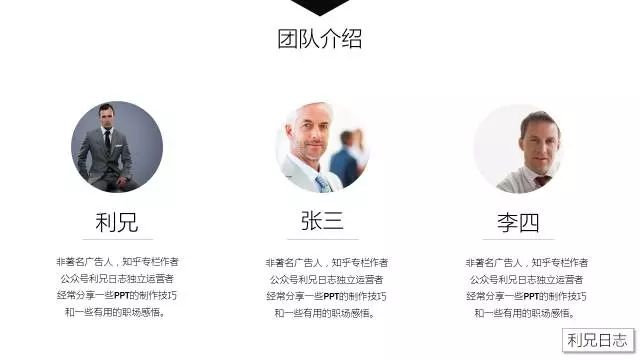 团队介绍
利兄
非著名广告人，知乎专栏作者
公众号利兄日志独立运营者
经常分享一些PPT的制作技巧
和一些有用的职场感悟。
张三
非著名广告人，知乎专栏作者
公众号利兄日志独立运营者
经常分享一些PPT的制作技巧
和一些有用的职场感悟。
李四
非著名广告人，知乎专栏作者
公众号利兄日志独立运营者
经常分享一些PPT的制作技巧
和一些有用的职场感悟。
利兄日志